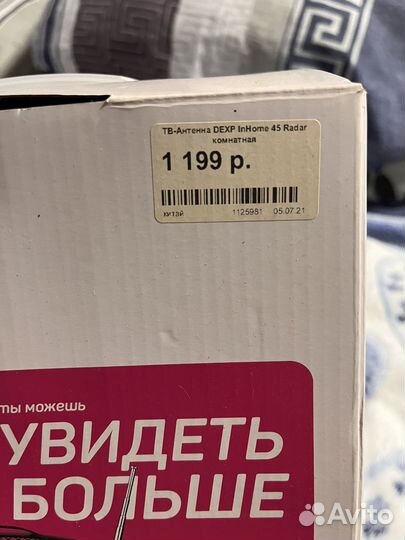 ТВ-Антенна DEXP InHome 45 Radar
комнатная
1 199 р.
китай 1125981 05.07.21
ты можешь
УВИДЕТЬ
БОЛЬШЕ
Avito